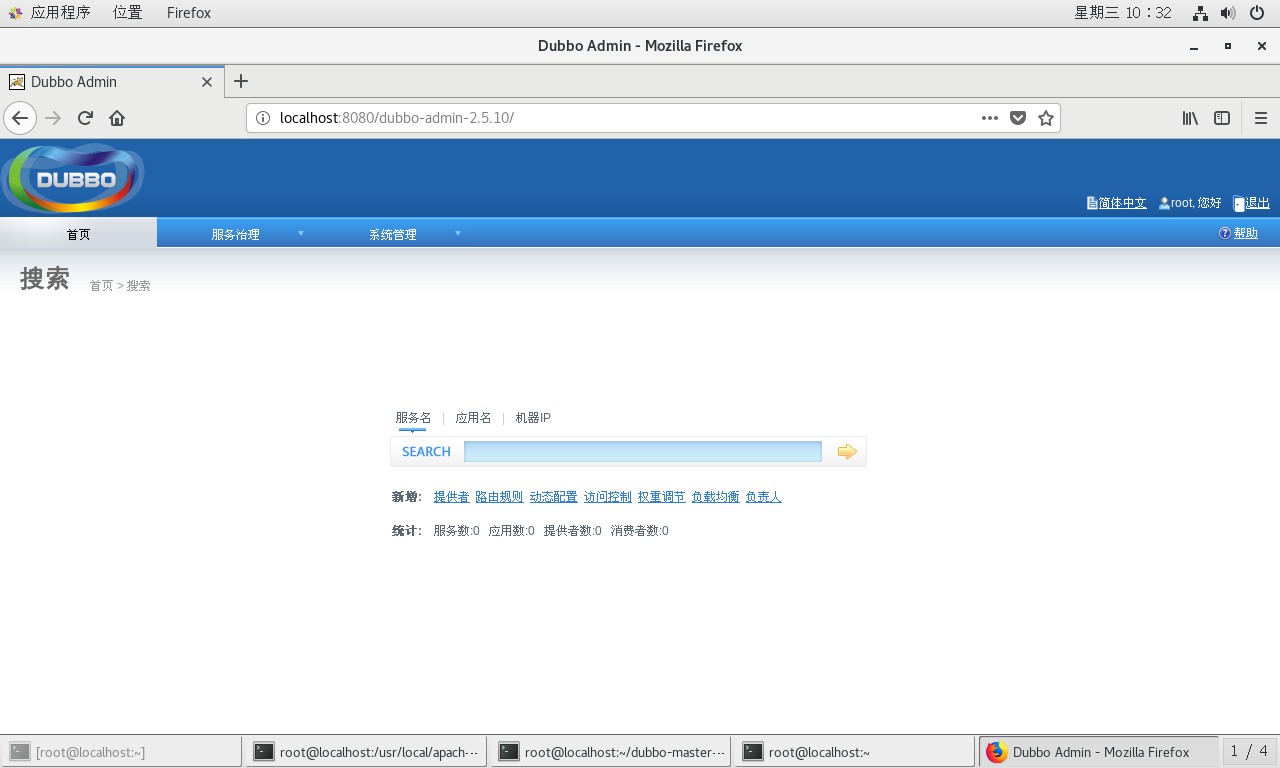 应用程序 位置 Firefox 星期三 10：32
Dubbo Admin - Mozilla Firefox
Dubbo Admin
localhost:8080/dubbo-admin-2.5.10/
DUBBO
简体中文 root, 您好 退出
首页 服务治理 系统管理 帮助
搜索 首页 > 搜索
服务名 | 应用名 | 机器IP
SEARCH
新增： 提供者 路由规则 动态配置 访问控制 权重调节 负载均衡 负责人
统计： 服务数:0 应用数:0 提供者数:0 消费者数:0
[root@localhost:~] root@localhost:/usr/local/apach··· root@localhost:~/dubbo-master··· root@localhost:~ Dubbo Admin - Mozilla Firefox 1 / 4